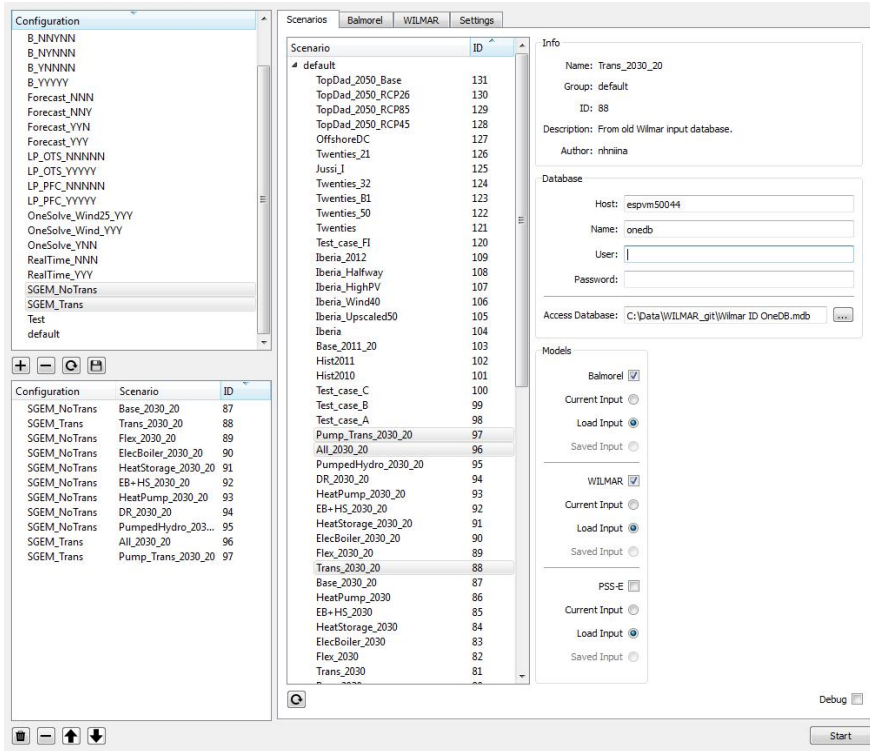 Configuration
B_NNYNN
B_NYNNN
B_YNNNN
B_YYYYY
Forecast_NNN
Forecast_NNY
Forecast_YYN
Forecast_YYY
LP_OTS_NNNNN
LP_OTS_YYYYY
LP_PFC_NNNNN
LP_PFC_YYYYY
OneSolve_Wind25_YYY
OneSolve_Wind_YYY
OneSolve_YNN
RealTime_NNN
RealTime_YYY
SGEM_NoTrans
SGEM_Trans
Test
default
Configuration Scenario ID
SGEM_NoTrans Base_2030_20 87
SGEM_Trans Trans_2030_20 88
SGEM_NoTrans Flex_2030_20 89
SGEM_NoTrans ElecBoiler_2030_20 90
SGEM_NoTrans HeatStorage_2030_20 91
SGEM_NoTrans EB+HS_2030_20 92
SGEM_NoTrans HeatPump_2030_20 93
SGEM_NoTrans DR_2030_20 94
SGEM_NoTrans PumpedHydro_203... 95
SGEM_Trans All_2030_20 96
SGEM_Trans Pump_Trans_2030_20 97
Scenarios Balmorel WILMAR Settings
Scenario ID
default
TopDad_2050_Base 131
TopDad_2050_RCP26 130
TopDad_2050_RCP85 129
TopDad_2050_RCP45 128
OffshoreDC 127
Twenties_21 126
Jussi_I 125
Twenties_32 124
Twenties_B1 123
Twenties_50 122
Twenties 121
Test_case_FI 120
Iberia_2012 109
Iberia_Halfway 108
Iberia_HighPV 107
Iberia_Wind40 106
Iberia_Upscaled50 105
Iberia 104
Base_2011_20 103
Hist2011 102
Hist2010 101
Test_case_C 100
Test_case_B 99
Test_case_A 98
Pump_Trans_2030_20 97
All_2030_20 96
PumpedHydro_2030_20 95
DR_2030_20 94
HeatPump_2030_20 93
EB+HS_2030_20 92
HeatStorage_2030_20 91
ElecBoiler_2030_20 90
Flex_2030_20 89
Trans_2030_20 88
Base_2030_20 87
HeatPump_2030 86
EB+HS_2030 85
HeatStorage_2030 84
ElecBoiler_2030 83
Flex_2030 82
Trans_2030 81
Info
Name: Trans_2030_20
Group: default
ID: 88
Description: From old Wilmar input database.
Author: nhniina
Database
Host: espvm50044
Name: onedb
User:
Password:
Access Database: C:\Data\WILMAR_git\Wilmar ID OneDB.mdb ...
Models
Balmorel
Current Input
Load Input
Saved Input
WILMAR
Current Input
Load Input
Saved Input
PSS-E
Current Input
Load Input
Saved Input
Debug
Start